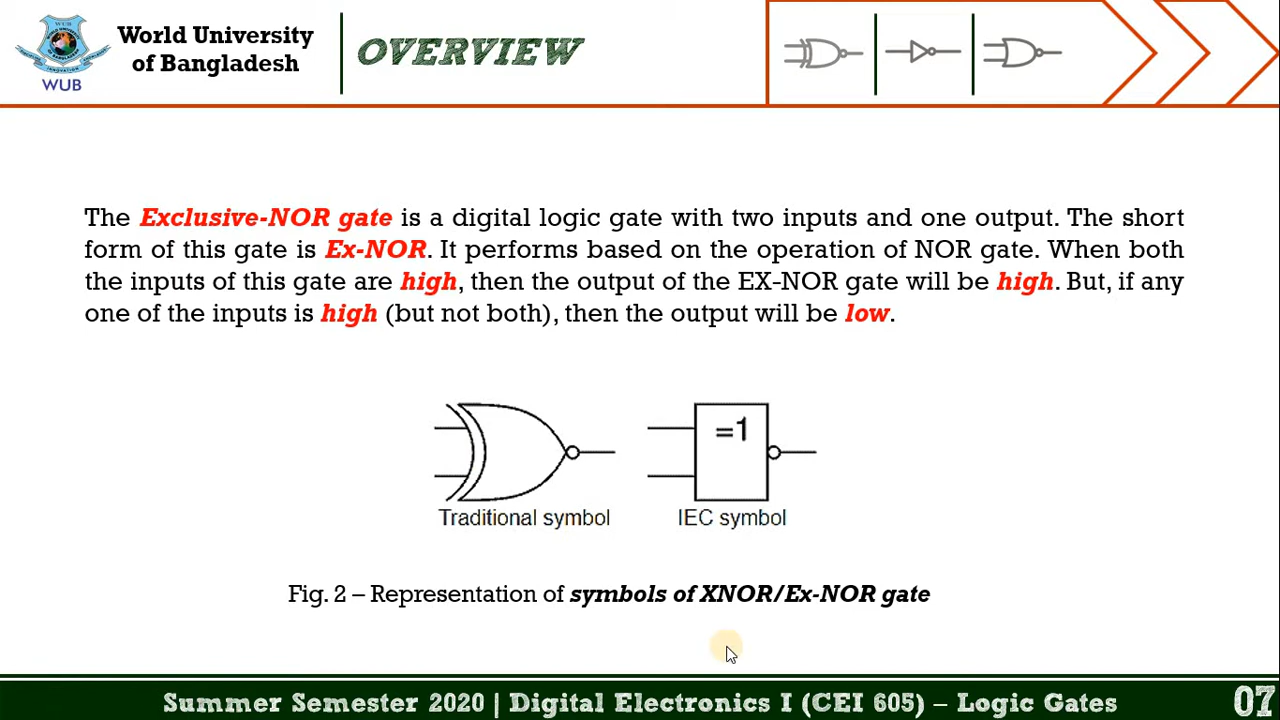 World University
of Bangladesh
WUB
OVERVIEW
The Exclusive-NOR gate is a digital logic gate with two inputs and one output. The short
form of this gate is Ex-NOR. It performs based on the operation of NOR gate. When both
the inputs of this gate are high, then the output of the EX-NOR gate will be high. But, if any
one of the inputs is high (but not both), then the output will be low.
=1
Traditional symbol
IEC symbol
Fig. 2 – Representation of symbols of XNOR/Ex-NOR gate
Summer Semester 2020 | Digital Electronics I (CEI 605) – Logic Gates
07